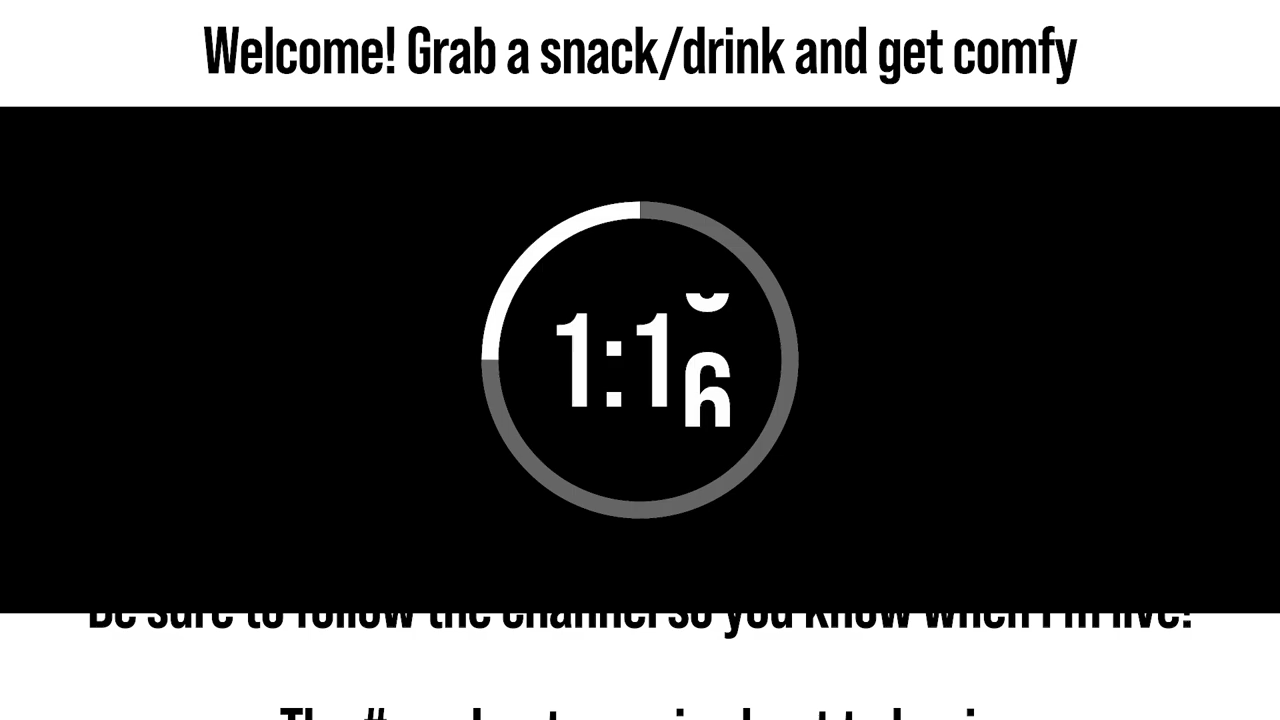 Welcome! Grab a snack/drink and get comfy
1:16
Be sure to follow the channel so you know when I'm live!